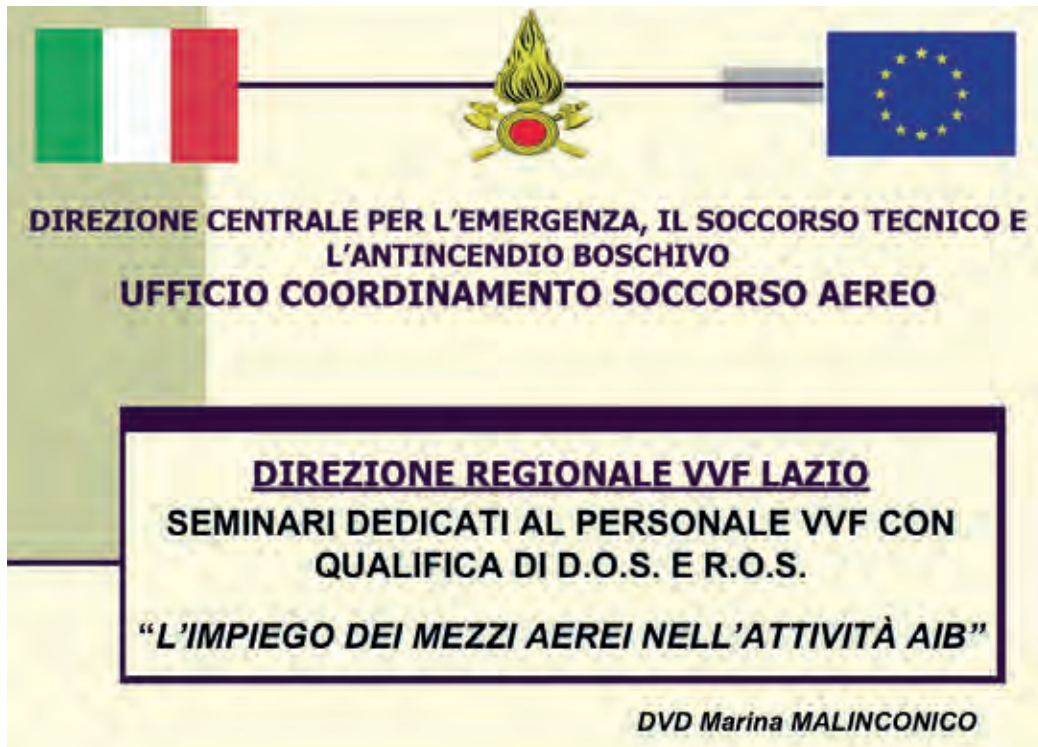 DIREZIONE CENTRALE PER L’EMERGENZA, IL SOCCORSO TECNICO E
L’ANTINCENDIO BOSCHIVO
UFFICIO COORDINAMENTO SOCCORSO AEREO
DIREZIONE REGIONALE VVF LAZIO
SEMINARI DEDICATI AL PERSONALE VVF CON
QUALIFICA DI D.O.S. E R.O.S.
“L’IMPIEGO DEI MEZZI AEREI NELL’ATTIVITÀ AIB”
DVD Marina MALINCONICO